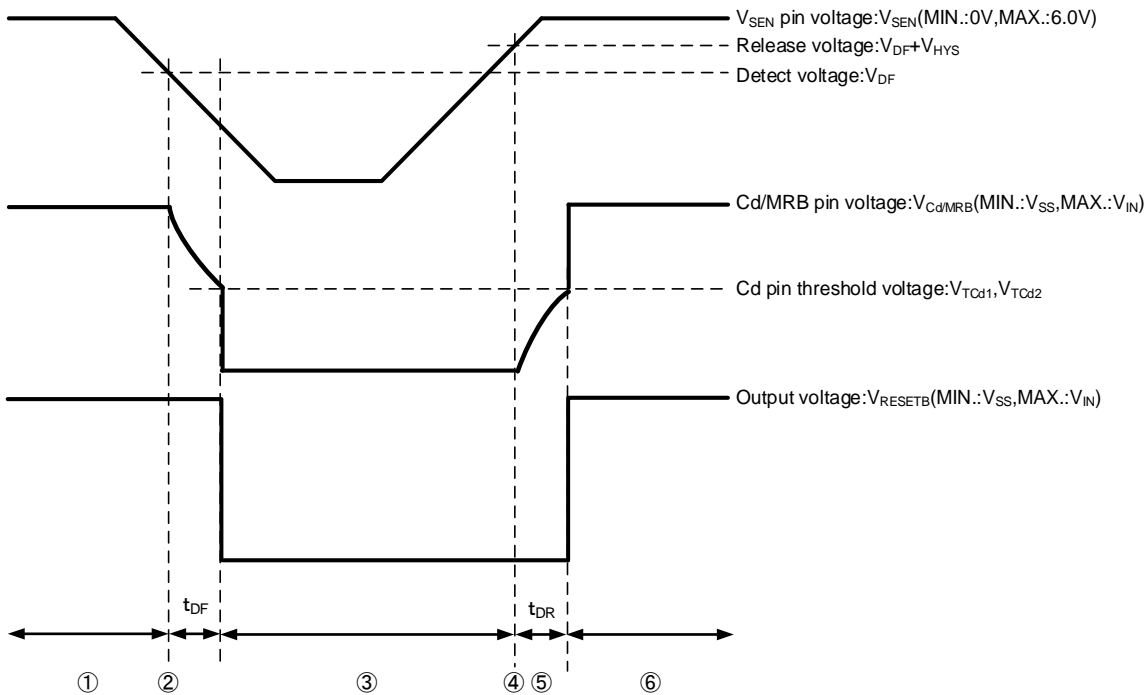 V_SEN pin voltage:V_SEN(MIN.:0V,MAX.:6.0V)
Release voltage:V_DF+V_HYS
Detect voltage:V_DF
Cd/MRB pin voltage:V_Cd/MRB(MIN.:V_SS,MAX.:V_IN)
Cd pin threshold voltage:V_TCd1,V_TCd2
Output voltage:V_RESETB(MIN.:V_SS,MAX.:V_IN)
t_DF t_DR
① ② ③ ④ ⑤ ⑥